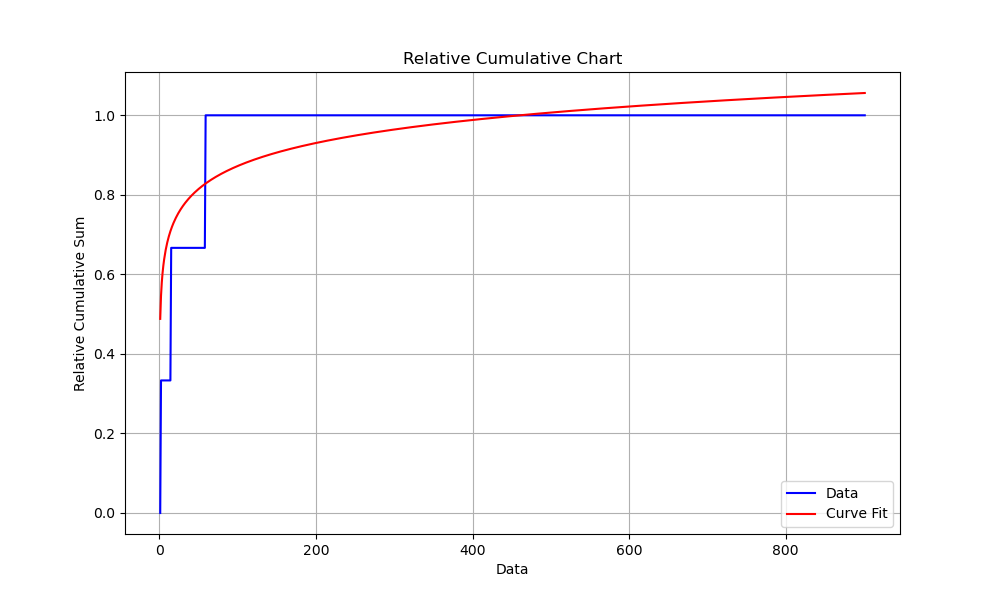 Relative Cumulative Chart
Relative Cumulative Sum
1.0
0.8
0.6
0.4
0.2
0.0
0 200 400 600 800
Data
Data
Curve Fit